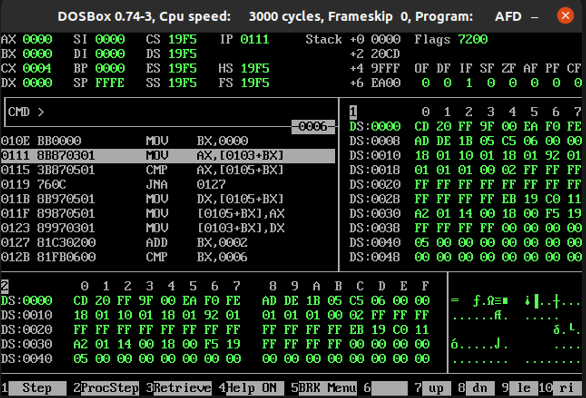 DOSBox 0.74-3, Cpu speed: 3000 cycles, Frameskip 0, Program: AFD
AX 0000 SI 0000 CS 19F5 IP 0111 Stack +0 0000 Flags 7200
BX 0000 DI 0000 DS 19F5 +2 20CD
CX 0004 BP 0000 ES 19F5 HS 19F5 +4 9FFF OF DF IF SF ZF AF PF CF
DX 0000 SP FFFE SS 19F5 FS 19F5 +6 EA00 0 0 1 0 0 0 0 0
CMD >
0006
010E BB0000 MOV BX,0000
0111 8B870301 MOV AX,[0103+BX]
0115 3B870501 CMP AX,[0105+BX]
0119 760C JNA 0127
011B 8B970501 MOV DX,[0105+BX]
011F 89870501 MOV [0105+BX],AX
0123 89970301 MOV [0103+BX],DX
0127 81C30200 ADD BX,0002
012B 81FB0600 CMP BX,0006
1 0 1 2 3 4 5 6 7
DS:0000 CD 20 FF 9F 00 EA F0 FE
DS:0008 AD DE 1B 05 C5 06 00 00
DS:0010 18 01 10 01 18 01 92 01
DS:0018 01 01 01 00 02 FF FF FF
DS:0020 FF FF FF FF FF FF FF FF
DS:0028 FF FF FF FF EB 19 C0 11
DS:0030 A2 01 14 00 18 00 F5 19
DS:0038 FF FF FF FF 00 00 00 00
DS:0040 05 00 00 00 00 00 00 00
DS:0048 00 00 00 00 00 00 00 00
2 0 1 2 3 4 5 6 7 8 9 A B C D E F
DS:0000 CD 20 FF 9F 00 EA F0 FE AD DE 1B 05 C5 06 00 00
DS:0010 18 01 10 01 18 01 92 01 01 01 01 00 02 FF FF FF
DS:0020 FF FF FF FF FF FF FF FF FF FF FF FF EB 19 C0 11
DS:0030 A2 01 14 00 18 00 F5 19 FF FF FF FF 00 00 00 00
DS:0040 05 00 00 00 00 00 00 00 00 00 00 00 00 00 00 00
1 Step 2 ProcStep 3 Retrieve 4 Help ON 5 BRK Menu 6 7 up 8 dn 9 le 10 ri